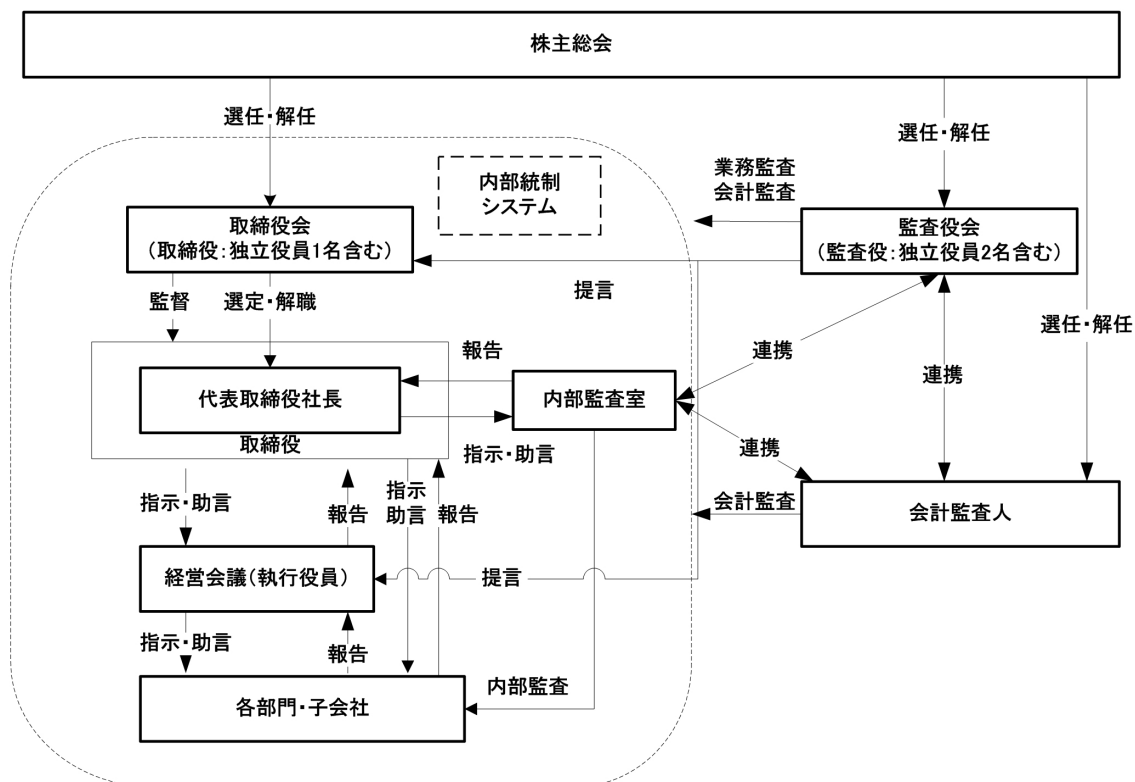 株主総会
選任・解任
選任・解任
業務監査
会計監査
内部統制
システム
取締役会
（取締役：独立役員1名含む）
監査役会
（監査役：独立役員2名含む）
提言
監督
選定・解職
選任・解任
報告
連携
連携
代表取締役社長
内部監査室
取締役
指示・助言
連携
指示・助言
報告
指示
助言
報告
会計監査
会計監査人
経営会議（執行役員）
提言
指示・助言
報告
内部監査
各部門・子会社